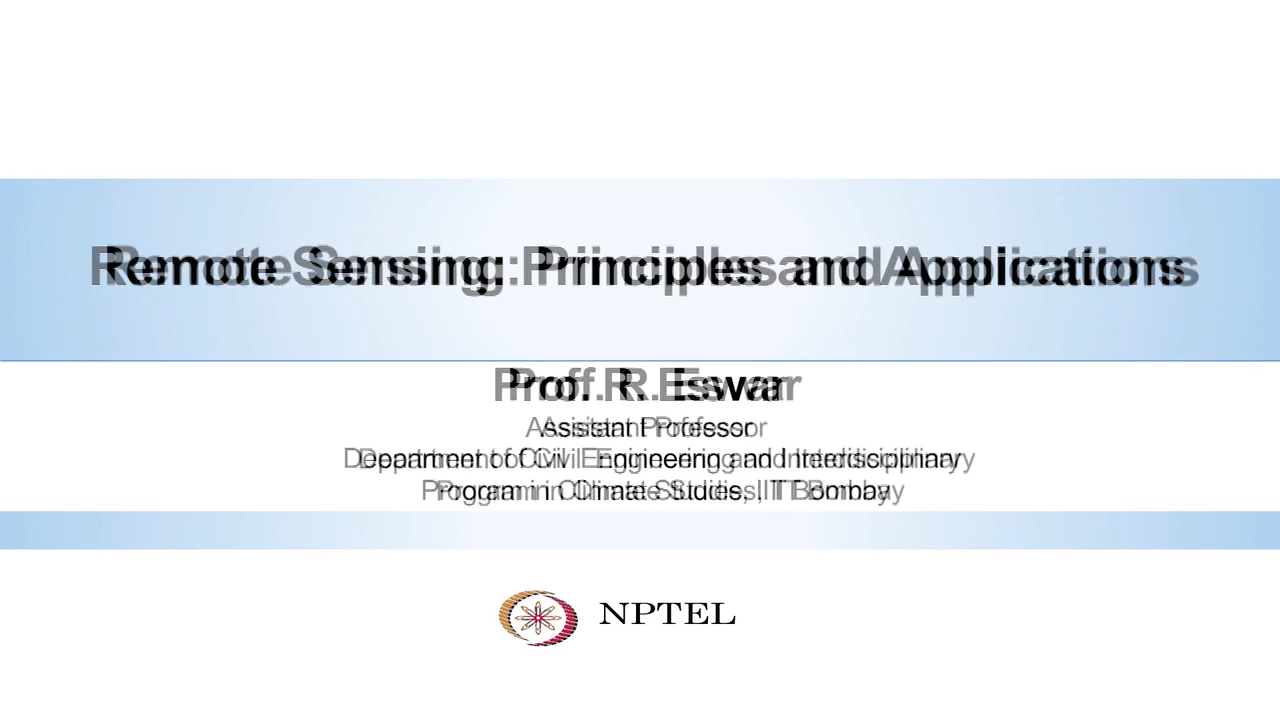 Remote Sensing: Principles and Applications
Prof. R. Eswar
Assistant Professor
Department of Civil Engineering and Interdisciplinary
Program in Climate Studies, IIT Bombay
NPTEL